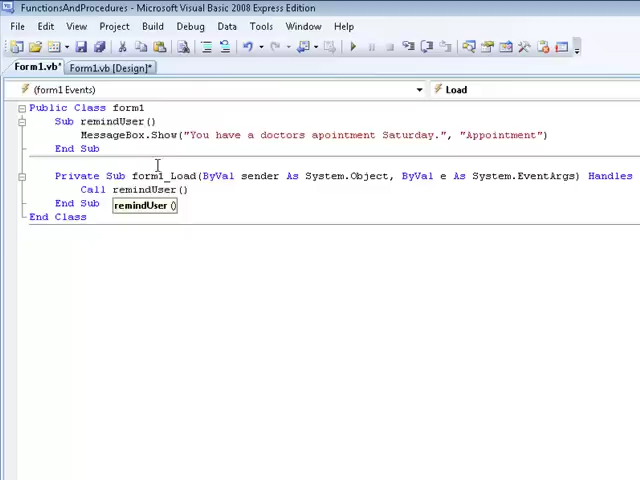 FunctionsAndProcedures - Microsoft Visual Basic 2008 Express Edition
File Edit View Project Build Debug Data Tools Window Help
Form1.vb* Form1.vb [Design]*
(form1 Events) Load
Public Class form1
Sub remindUser()
MessageBox.Show("You have a doctors apointment Saturday.", "Appointment")
End Sub
Private Sub form1_Load(ByVal sender As System.Object, ByVal e As System.EventArgs) Handles
Call remindUser()
End Sub remindUser ()
End Class